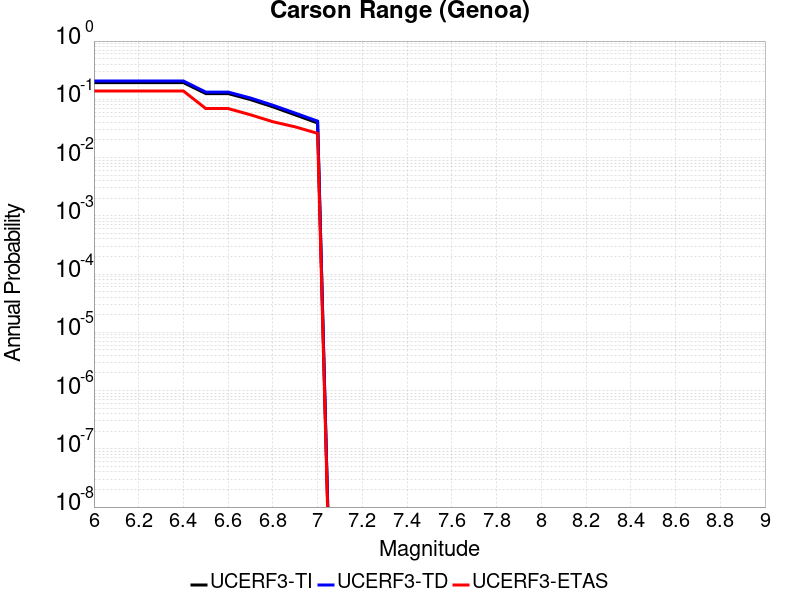 Carson Range (Genoa)
10^0
10^-1
10^-2
10^-3
10^-4
10^-5
10^-6
10^-7
10^-8
Annual Probability
6 6.2 6.4 6.6 6.8 7 7.2 7.4 7.6 7.8 8 8.2 8.4 8.6 8.8 9
Magnitude
UCERF3-TI UCERF3-TD UCERF3-ETAS